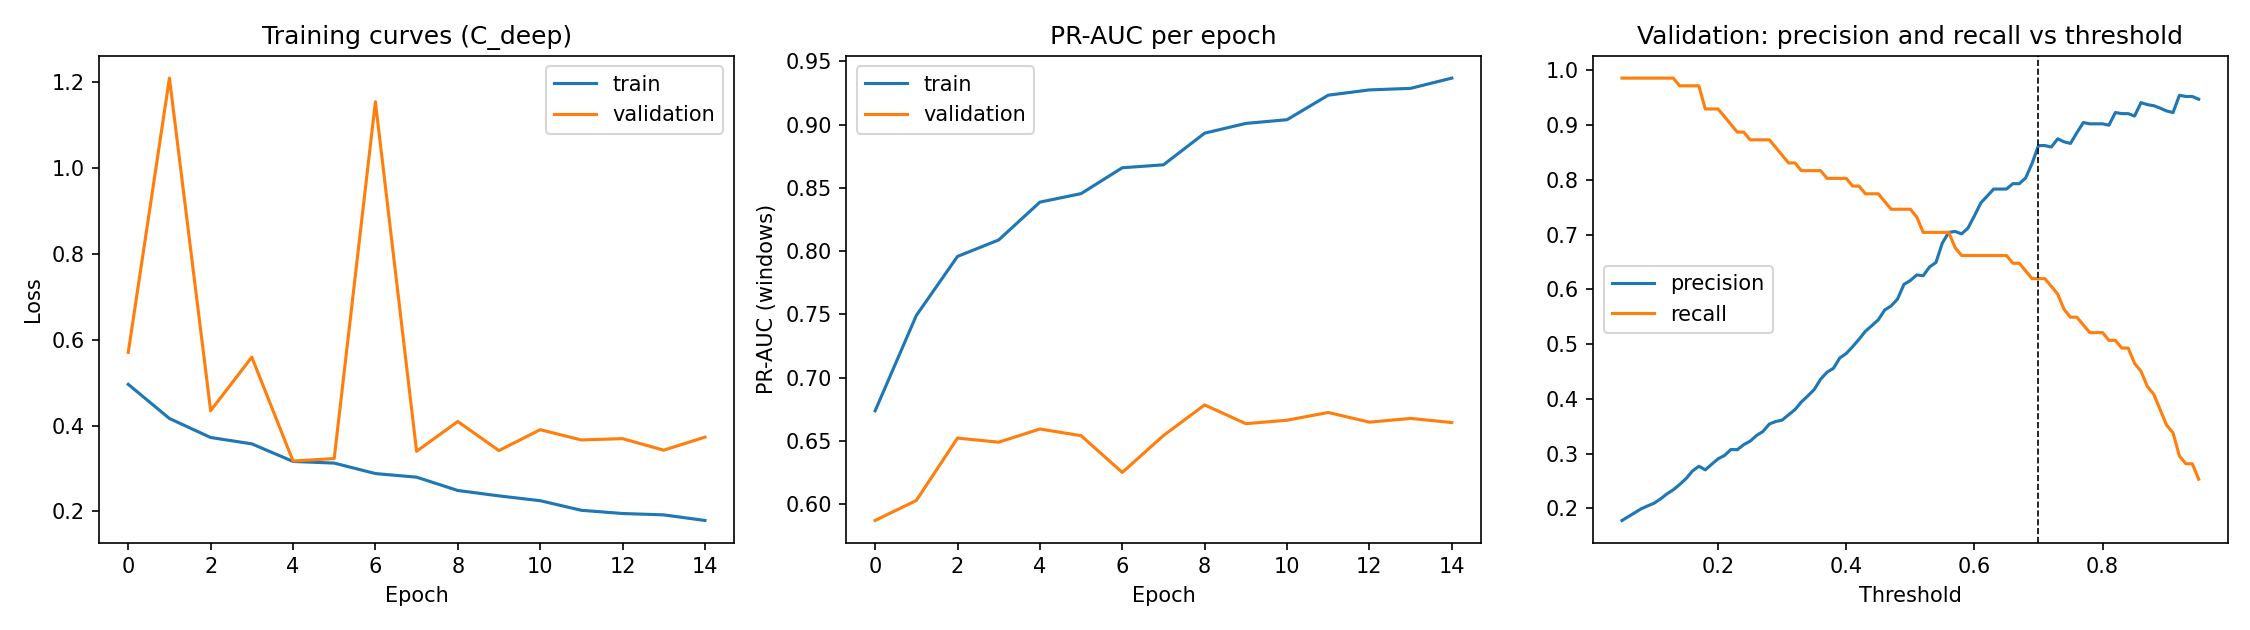 Training curves (C_deep)
Loss
1.2
1.0
0.8
0.6
0.4
0.2
train
validation
0 2 4 6 8 10 12 14
Epoch
PR-AUC per epoch
PR-AUC (windows)
0.95
0.90
0.85
0.80
0.75
0.70
0.65
0.60
train
validation
0 2 4 6 8 10 12 14
Epoch
Validation: precision and recall vs threshold
1.0
0.9
0.8
0.7
0.6
0.5
0.4
0.3
0.2
precision
recall
0.2 0.4 0.6 0.8
Threshold